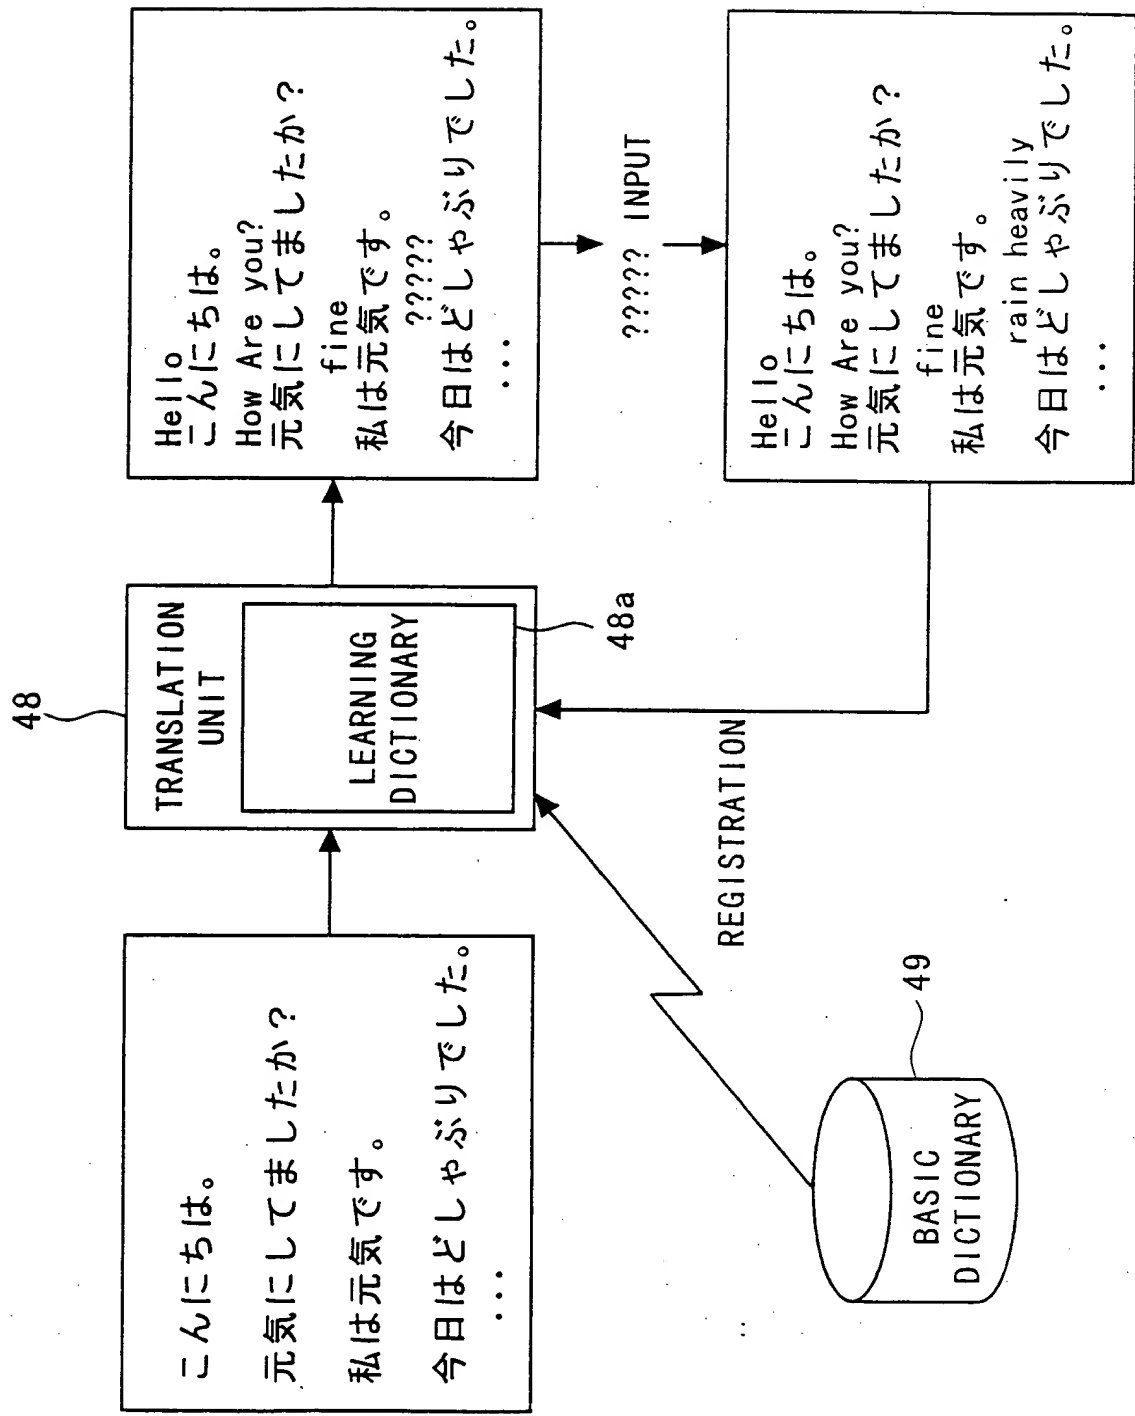 こんにちは。
元気にしてましたか？
私は元気です。
今日はどしゃぶりでした。
...
48
TRANSLATION
UNIT
LEARNING
DICTIONARY
48a
Hello
こんにちは。
How Are you?
元気にしてましたか？
fine
私は元気です。
?????
今日はどしゃぶりでした。
...
????? INPUT
Hello
こんにちは。
How Are you?
元気にしてましたか？
fine
私は元気です。
rain heavily
今日はどしゃぶりでした。
...
REGISTRATION
49
BASIC
DICTIONARY